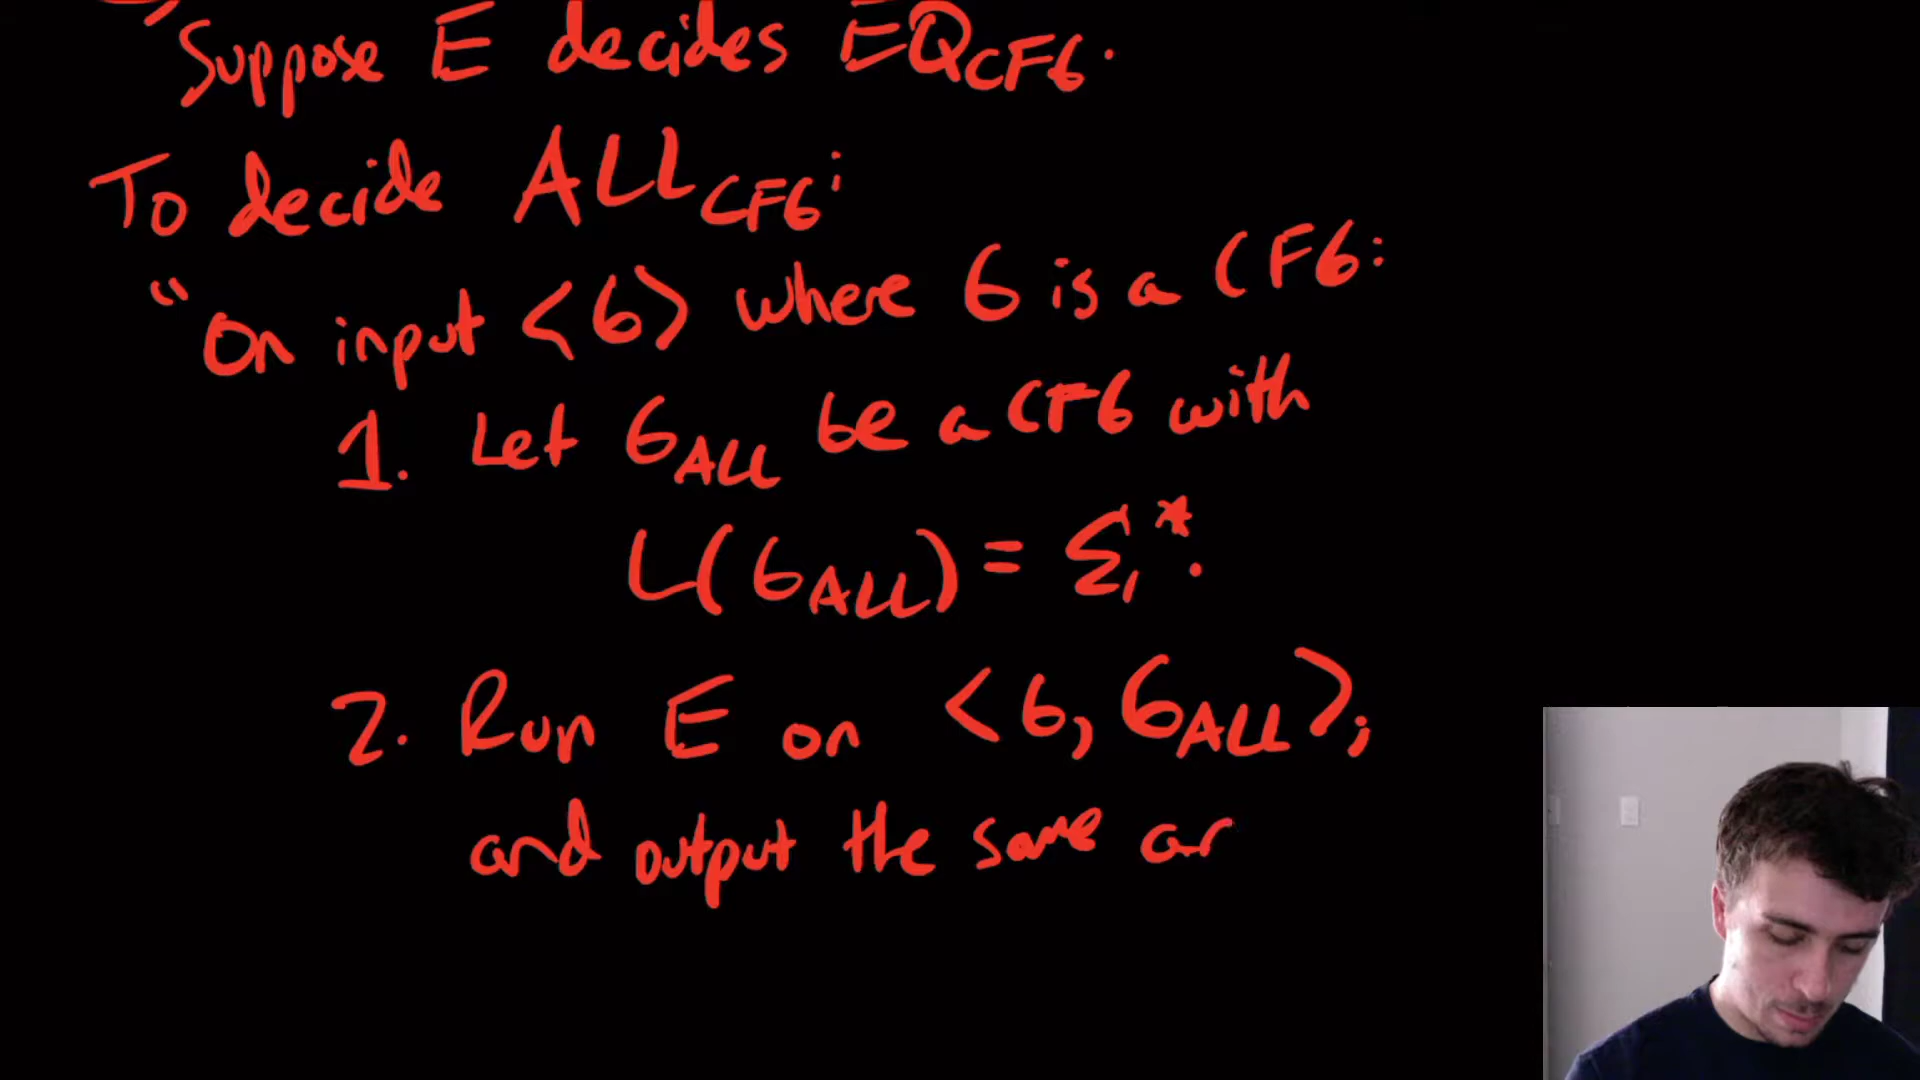 Suppose E decides EQCFG.
To decide ALLCFG:
"On input <G> where G is a CFG:
1. Let GALL be a CFG with
L(GALL) = Σ*.
2. Run E on <G, GALL>,
and output the same an